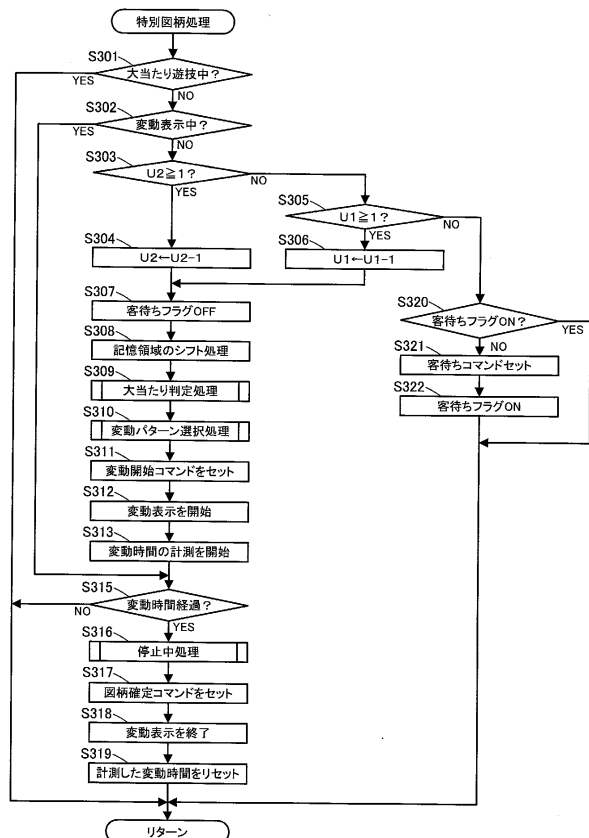 特別図柄処理
S301
大当たり遊技中？
YES
NO
S302
変動表示中？
YES
NO
S303
U2≧1？
NO
YES
S305
U1≧1？
NO
YES
S304
U2←U2-1
S306
U1←U1-1
S307
客待ちフラグOFF
S308
記憶領域のシフト処理
S309
大当たり判定処理
S310
変動パターン選択処理
S311
変動開始コマンドをセット
S312
変動表示を開始
S313
変動時間の計測を開始
S320
客待ちフラグON？
YES
NO
S321
客待ちコマンドセット
S322
客待ちフラグON
S315
変動時間経過？
NO
YES
S316
停止中処理
S317
図柄確定コマンドをセット
S318
変動表示を終了
S319
計測した変動時間をリセット
リターン